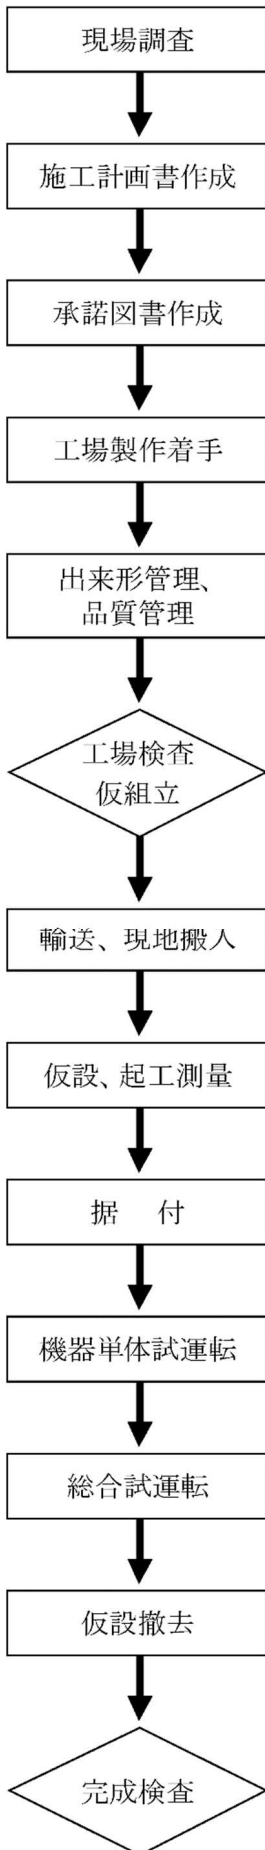 現場調査
施工計画書作成
承諾図書作成
工場製作着手
出来形管理、
品質管理
工場検査
仮組立
輸送、現地搬入
仮設、起工測量
据　付
機器単体試運転
総合試運転
仮設撤去
完成検査